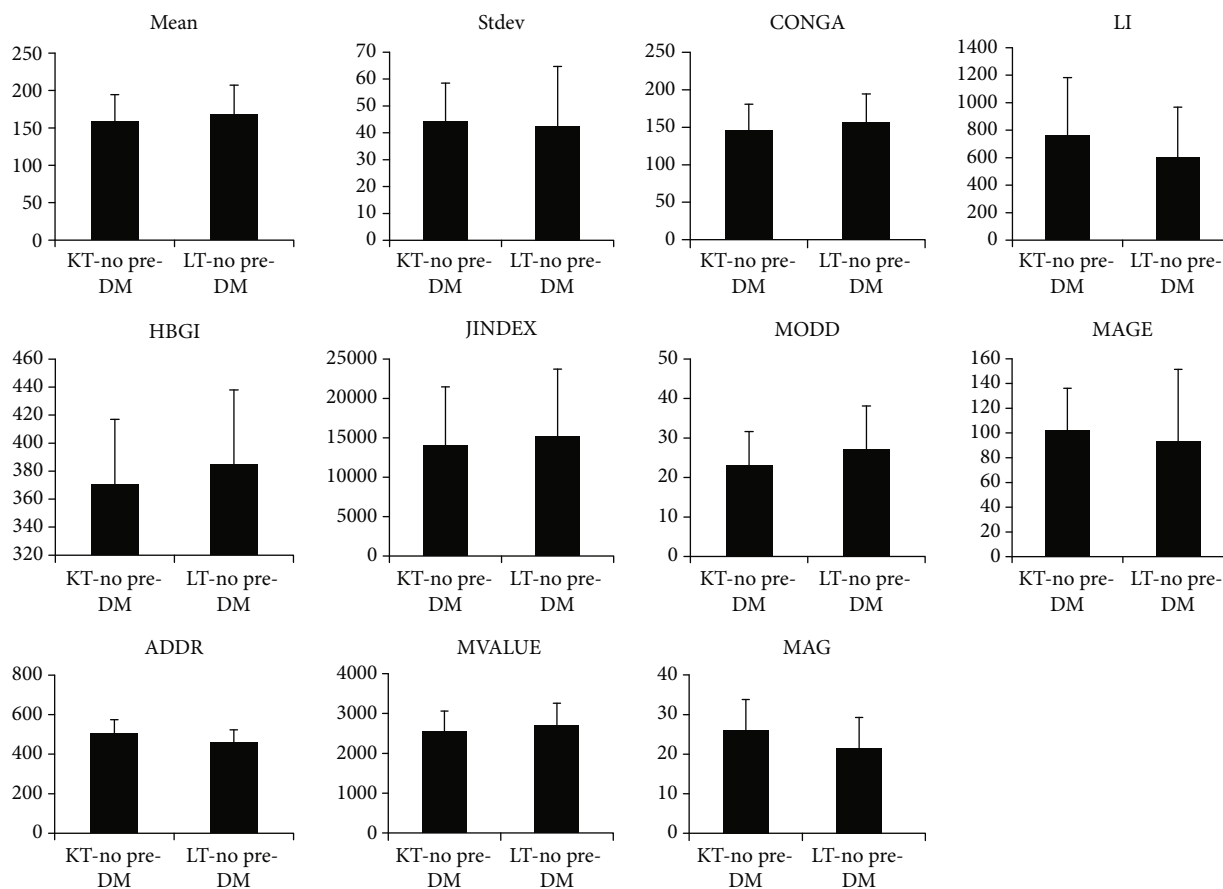 Mean
250
200
150
100
50
0
KT-no pre-
DM
LT-no pre-
DM
Stdev
70
60
50
40
30
20
10
0
KT-no pre-
DM
LT-no pre-
DM
CONGA
250
200
150
100
50
0
KT-no pre-
DM
LT-no pre-
DM
LI
1400
1200
1000
800
600
400
200
0
KT-no pre-
DM
LT-no pre-
DM
HBGI
460
440
420
400
380
360
340
320
KT-no pre-
DM
LT-no pre-
DM
JINDEX
25000
20000
15000
10000
5000
0
KT-no pre-
DM
LT-no pre-
DM
MODD
50
40
30
20
10
0
KT-no pre-
DM
LT-no pre-
DM
MAGE
160
140
120
100
80
60
40
20
0
KT-no pre-
DM
LT-no pre-
DM
ADDR
800
600
400
200
0
KT-no pre-
DM
LT-no pre-
DM
MVALUE
4000
3000
2000
1000
0
KT-no pre-
DM
LT-no pre-
DM
MAG
40
30
20
10
0
KT-no pre-
DM
LT-no pre-
DM